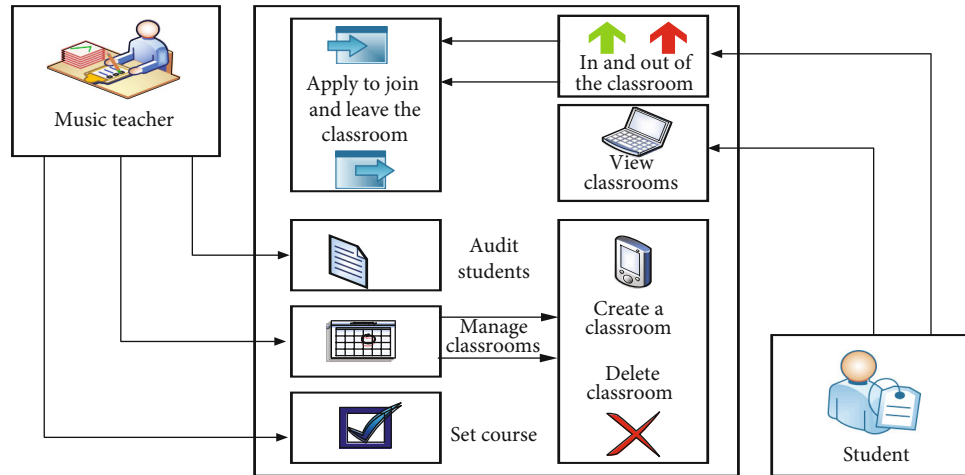 Music teacher
Apply to join
and leave the
classroom
In and out of
the classroom
View
classrooms
Audit
students
Manage
classrooms
Set course
Create a
classroom
Delete
classroom
Student